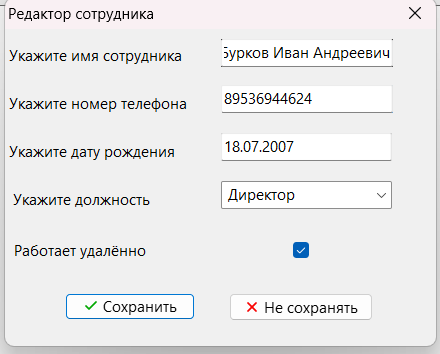 Редактор сотрудника
Укажите имя сотрудника
Бурков Иван Андреевич
Укажите номер телефона
89536944624
Укажите дату рождения
18.07.2007
Укажите должность
Директор
Работает удалённо
Сохранить
Не сохранять